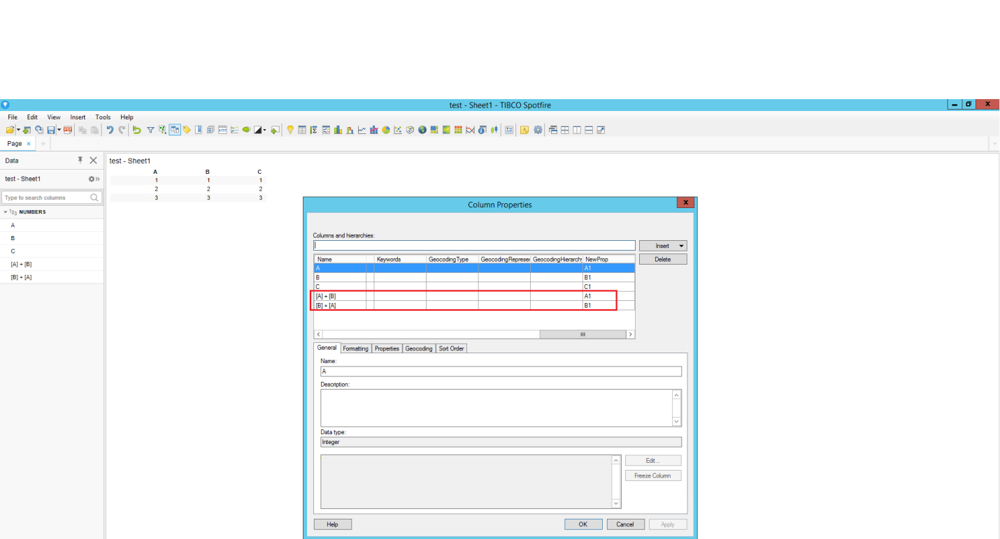 test - Sheet1 - TIBCO Spotfire
File Edit View Insert Tools Help
Page
Data
test - Sheet1
Type to search columns
123 NUMBERS
A
B
C
[A] + [B]
[B] + [A]
test - Sheet1
A B C
1 1 1
2 2 2
3 3 3
Column Properties
Columns and hierarchies:
Insert
Delete
Name Keywords GeocodingType GeocodingReprese GeocodingHierarchy NewProp
A A1
B B1
C C1
[A] + [B] A1
[B] + [A] B1
General Formatting Properties Geocoding Sort Order
Name:
A
Description:
Data type:
Integer
Edit...
Freeze Column
Help OK Cancel Apply